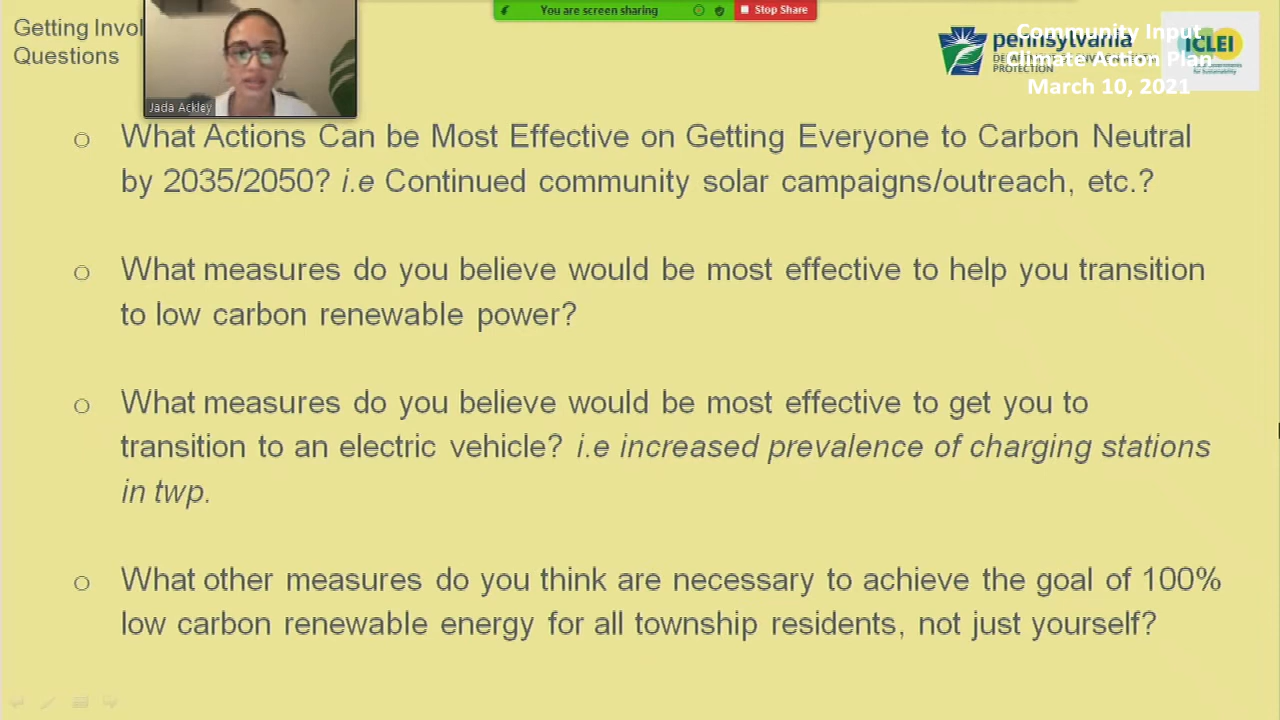 You are screen sharing
Stop Share
Getting Invol
Questions
Jada Ackley
pennsylvania
PROTECTION
ICLEI
Community Input
Climate Action Plan
March 10, 2021
What Actions Can be Most Effective on Getting Everyone to Carbon Neutral
by 2035/2050? i.e Continued community solar campaigns/outreach, etc.?
What measures do you believe would be most effective to help you transition
to low carbon renewable power?
What measures do you believe would be most effective to get you to
transition to an electric vehicle? i.e increased prevalence of charging stations
in twp.
What other measures do you think are necessary to achieve the goal of 100%
low carbon renewable energy for all township residents, not just yourself?